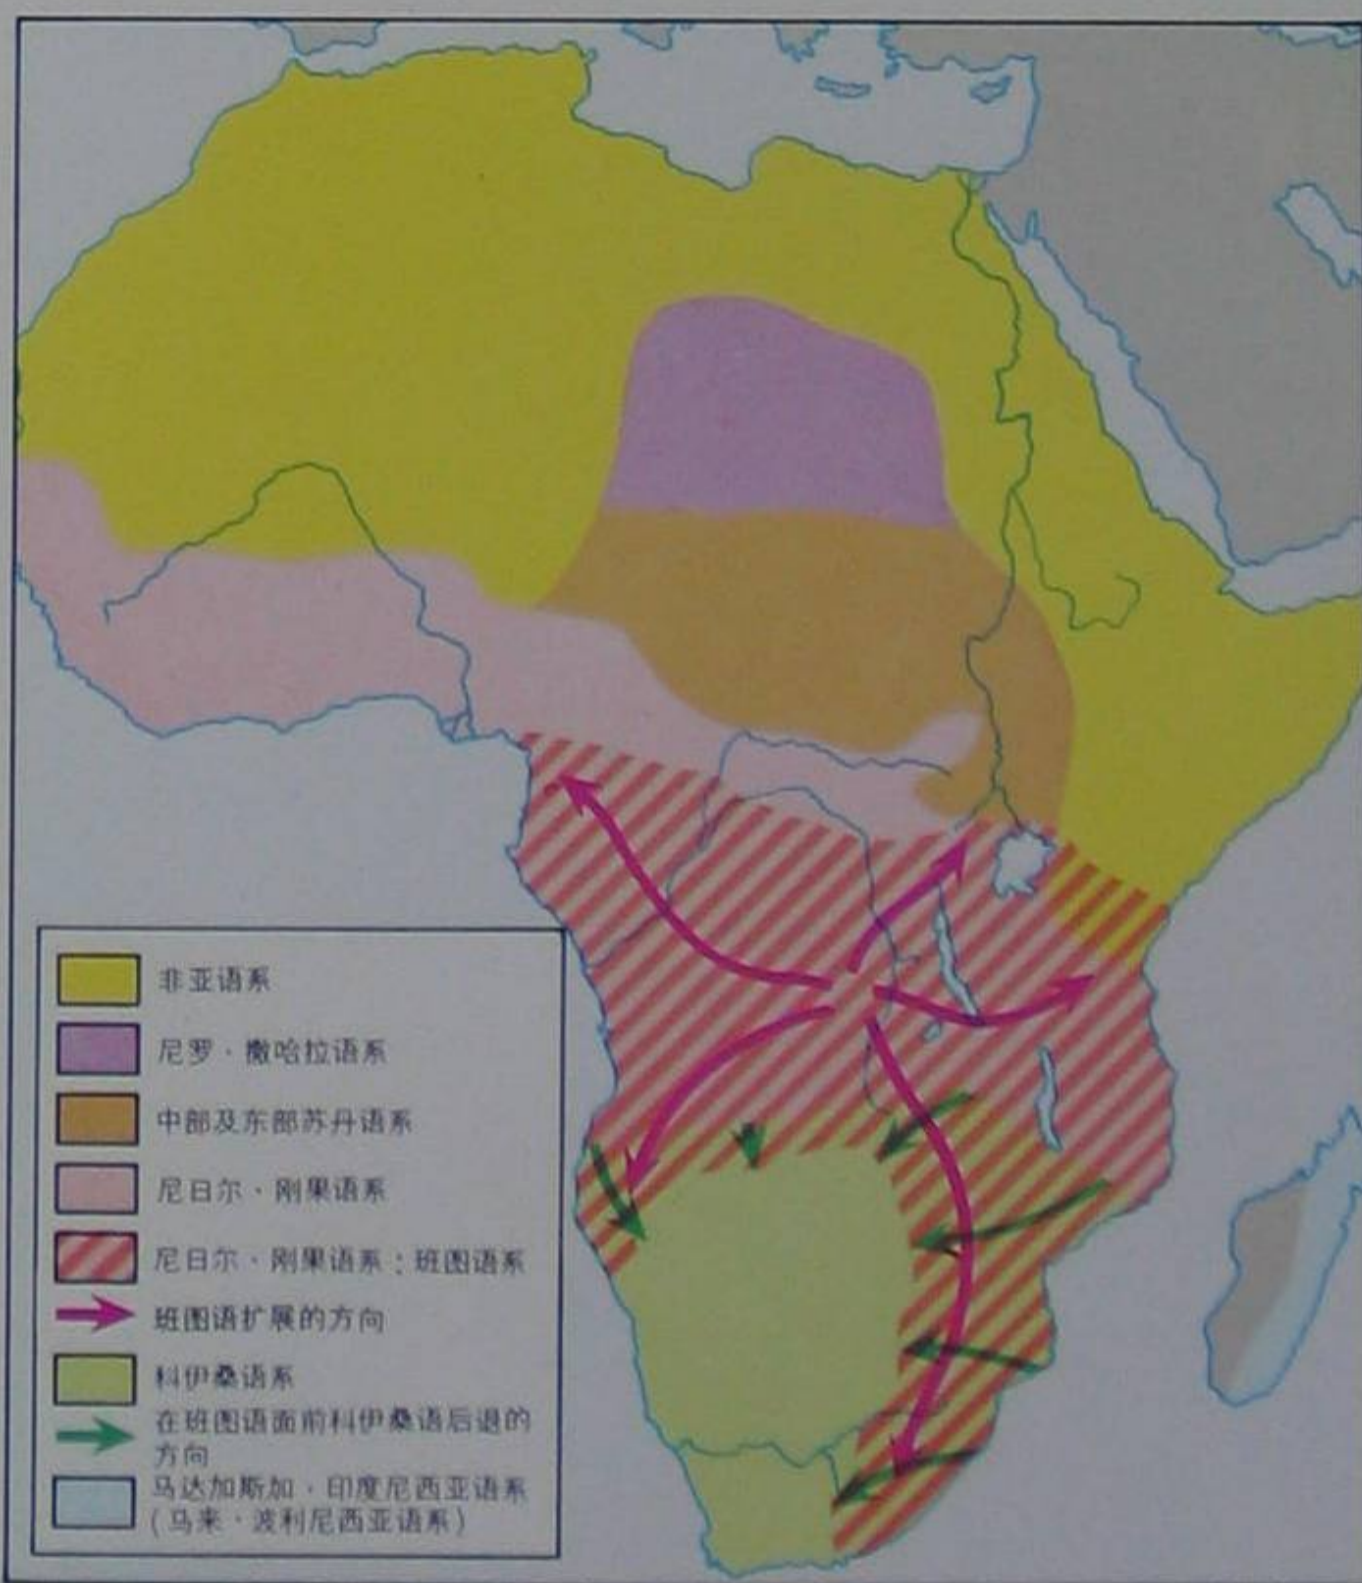 非亚语系
尼罗·撒哈拉语系
中部及东部苏丹语系
尼日尔、刚果语系
尼日尔、刚果语系:班图语系
班图语扩展的方向
科伊桑语系
在班图语面前科伊桑语后退的
方向
马达加斯加·印度尼西亚语系
(马来·波利尼西亚语系)